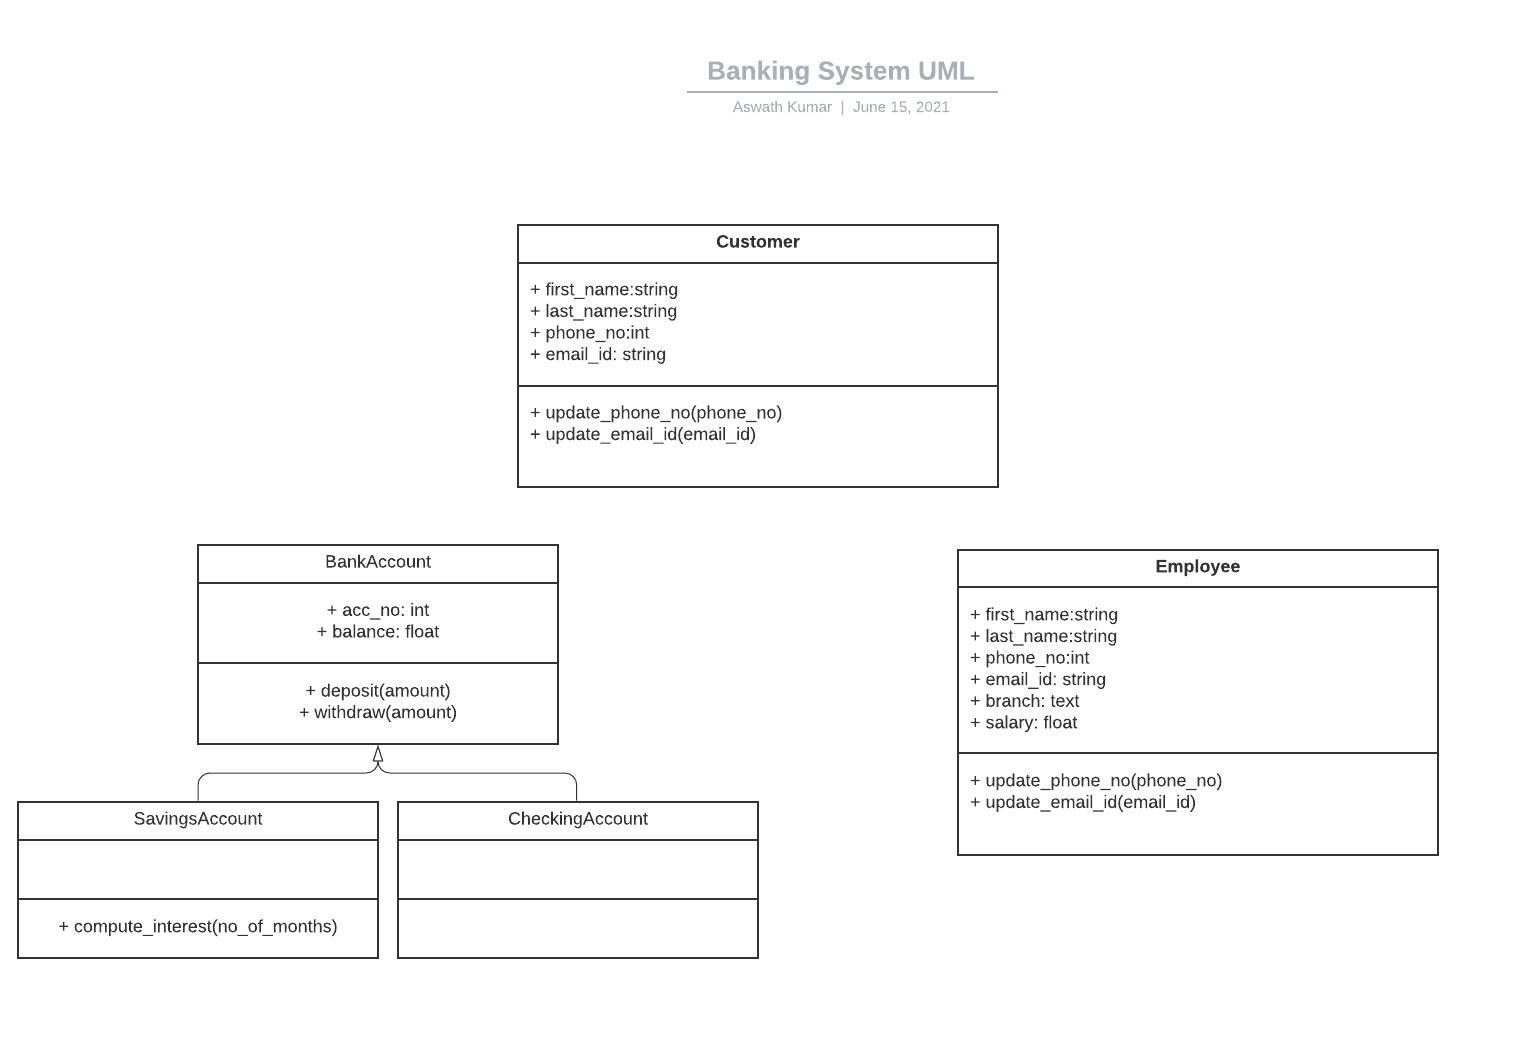 Banking System UML
Aswath Kumar | June 15, 2021
Customer
+ first_name:string
+ last_name:string
+ phone_no:int
+ email_id: string
+ update_phone_no(phone_no)
+ update_email_id(email_id)
BankAccount
+ acc_no: int
+ balance: float
+ deposit(amount)
+ withdraw(amount)
SavingsAccount
+ compute_interest(no_of_months)
CheckingAccount
Employee
+ first_name:string
+ last_name:string
+ phone_no:int
+ email_id: string
+ branch: text
+ salary: float
+ update_phone_no(phone_no)
+ update_email_id(email_id)